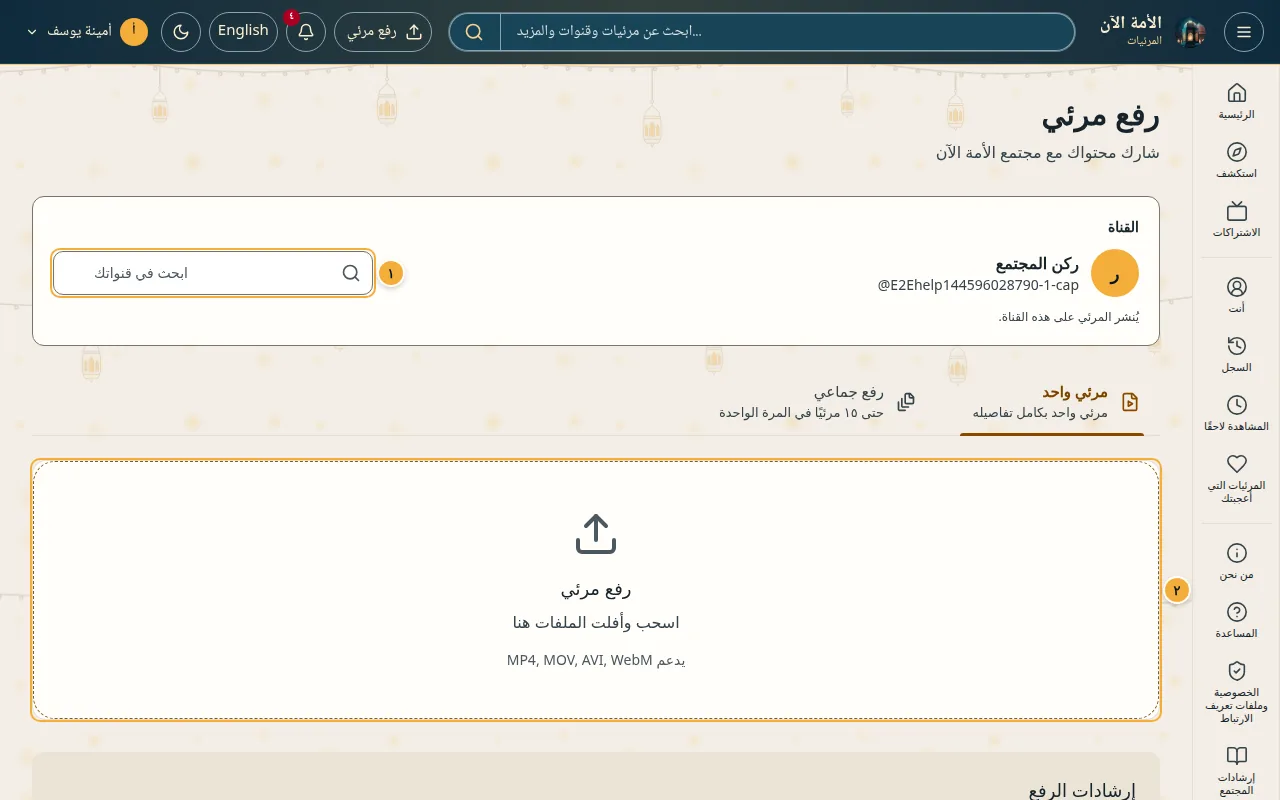 الأمة الآن
المرئيات
ابحث عن مرئيات وقنوات والمزيد...
رفع مرئي
٤
English
أ
أمينة يوسف
الرئيسية
استكشف
الاشتراكات
أنت
السجل
المشاهدة لاحقًا
المرئيات التي
أعجبتك
من نحن
المساعدة
الخصوصية
وملفات تعريف
الارتباط
إرشادات
المجتمع
رفع مرئي
شارك محتواك مع مجتمع الأمة الآن
القناة
ر
ركن المجتمع
@E2Ehelp144596028790-1-cap
يُنشر المرئي على هذه القناة.
١
ابحث في قنواتك
مرئي واحد
مرئي واحد بكامل تفاصيله
رفع جماعي
حتى ١٥ مرئيًا في المرة الواحدة
٢
رفع مرئي
اسحب وأفلت الملفات هنا
يدعم MP4, MOV, AVI, WebM
إرشادات الرفع